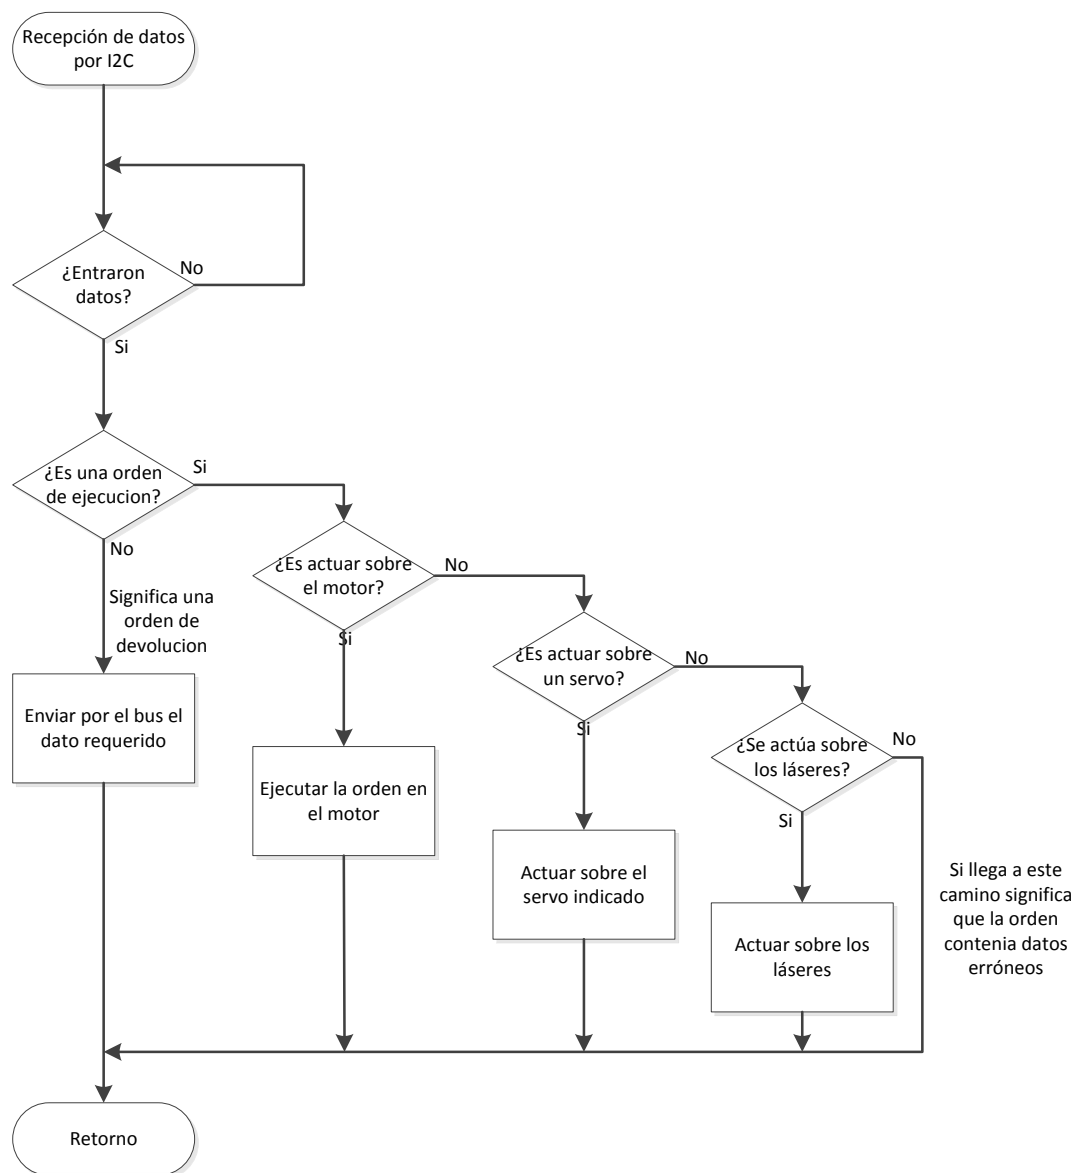 Recepción de datos
por I2C
¿Entraron
datos?
No
Si
¿Es una orden
de ejecucion?
Si
No
Significa una
orden de
devolucion
Enviar por el bus el
dato requerido
¿Es actuar sobre
el motor?
No
Si
Ejecutar la orden en
el motor
¿Es actuar sobre
un servo?
No
Si
Actuar sobre el
servo indicado
¿Se actúa sobre
los láseres?
No
Si
Actuar sobre los
láseres
Si llega a este
camino significa
que la orden
contenia datos
erróneos
Retorno